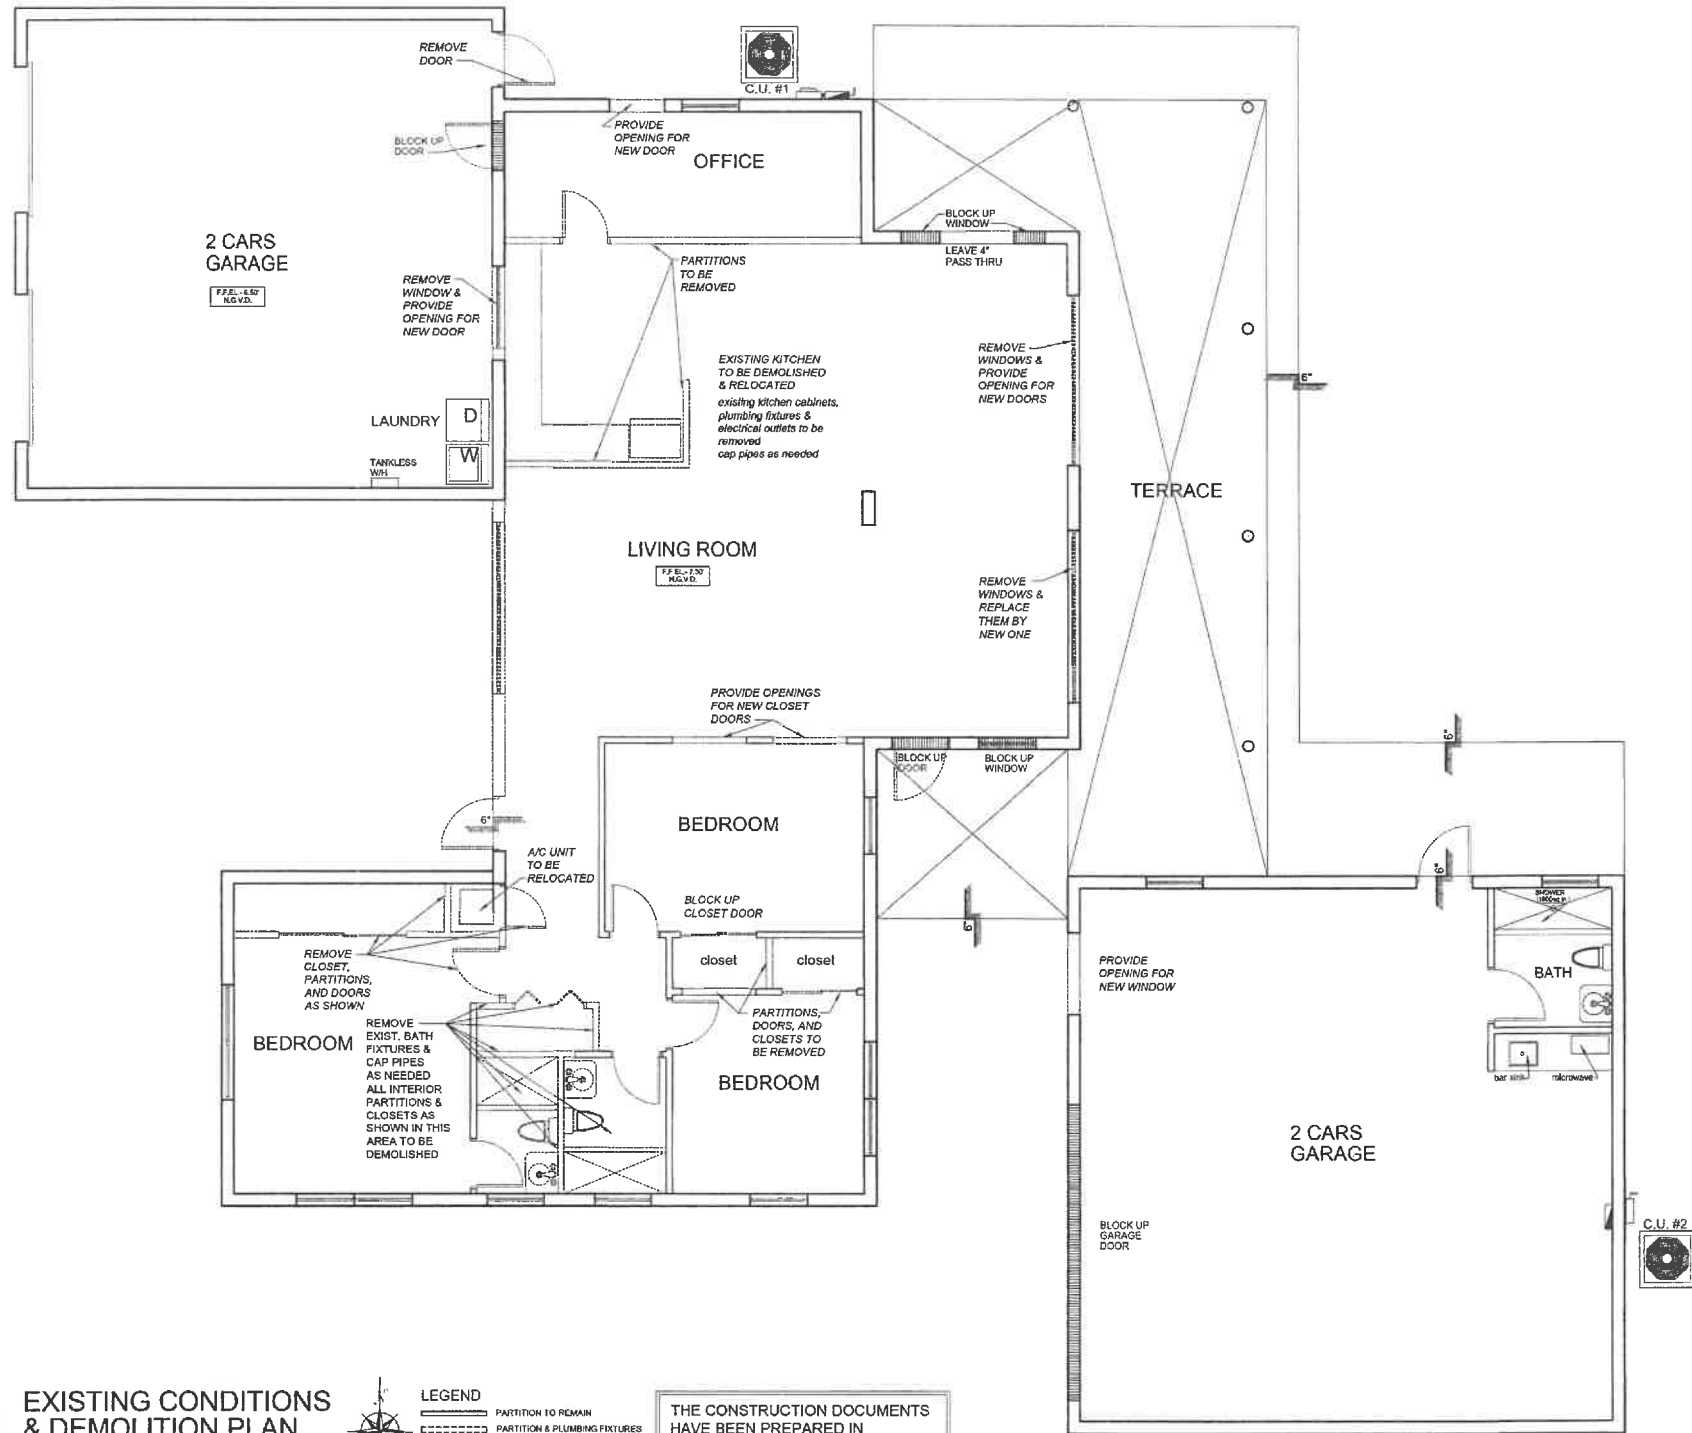 REMOVE
DOOR
C.U. #1
BLOCK UP
DOOR
PROVIDE
OPENING FOR
NEW DOOR
OFFICE
2 CARS
GARAGE
F.F.EL.-6.50'
N.G.V.D.
REMOVE
WINDOW &
PROVIDE
OPENING FOR
NEW DOOR
PARTITIONS
TO BE
REMOVED
BLOCK UP
WINDOW
LEAVE 4"
PASS THRU
EXISTING KITCHEN
TO BE DEMOLISHED
& RELOCATED
existing kitchen cabinets,
plumbing fixtures &
electrical outlets to be
removed
cap pipes as needed
REMOVE
WINDOWS &
PROVIDE
OPENING FOR
NEW DOORS
6"
LAUNDRY
D
W
TANKLESS
W/H
TERRACE
LIVING ROOM
F.F.EL.-7.50'
N.G.V.D.
REMOVE
WINDOWS &
REPLACE
THEM BY
NEW ONE
PROVIDE OPENINGS
FOR NEW CLOSET
DOORS
BLOCK UP
DOOR
BLOCK UP
WINDOW
6"
6"
BEDROOM
A/C UNIT
TO BE
RELOCATED
BLOCK UP
CLOSET DOOR
6"
6"
closet
closet
REMOVE
CLOSET,
PARTITIONS,
AND DOORS
AS SHOWN
BEDROOM
REMOVE
EXIST. BATH
FIXTURES &
CAP PIPES
AS NEEDED
ALL INTERIOR
PARTITIONS &
CLOSETS AS
SHOWN IN THIS
AREA TO BE
DEMOLISHED
PARTITIONS,
DOORS, AND
CLOSETS TO
BE REMOVED
BEDROOM
PROVIDE
OPENING FOR
NEW WINDOW
SHOWER
BATH
bar sink
microwave
2 CARS
GARAGE
BLOCK UP
GARAGE
DOOR
C.U. #2
EXISTING CONDITIONS
& DEMOLITION PLAN
LEGEND
PARTITION TO REMAIN
PARTITION & PLUMBING FIXTURES
THE CONSTRUCTION DOCUMENTS
HAVE BEEN PREPARED IN